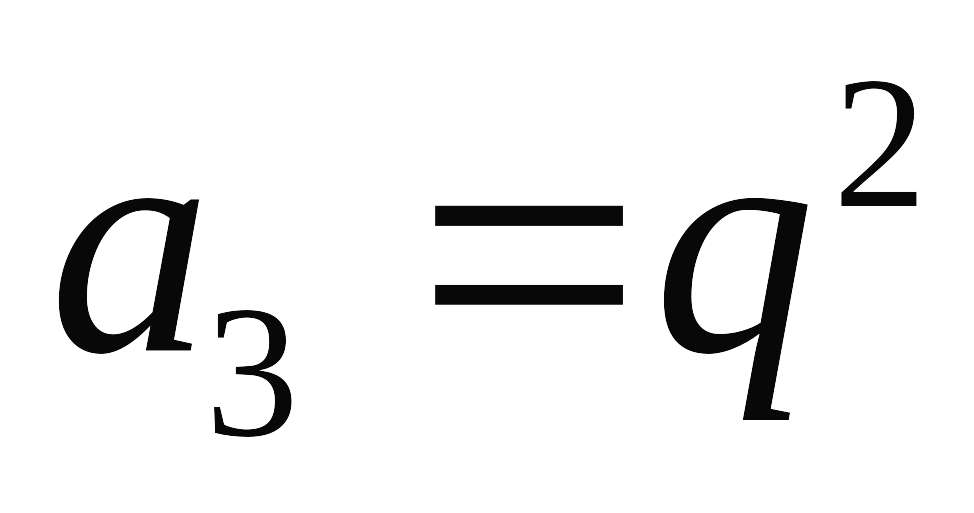 a₃ = q²